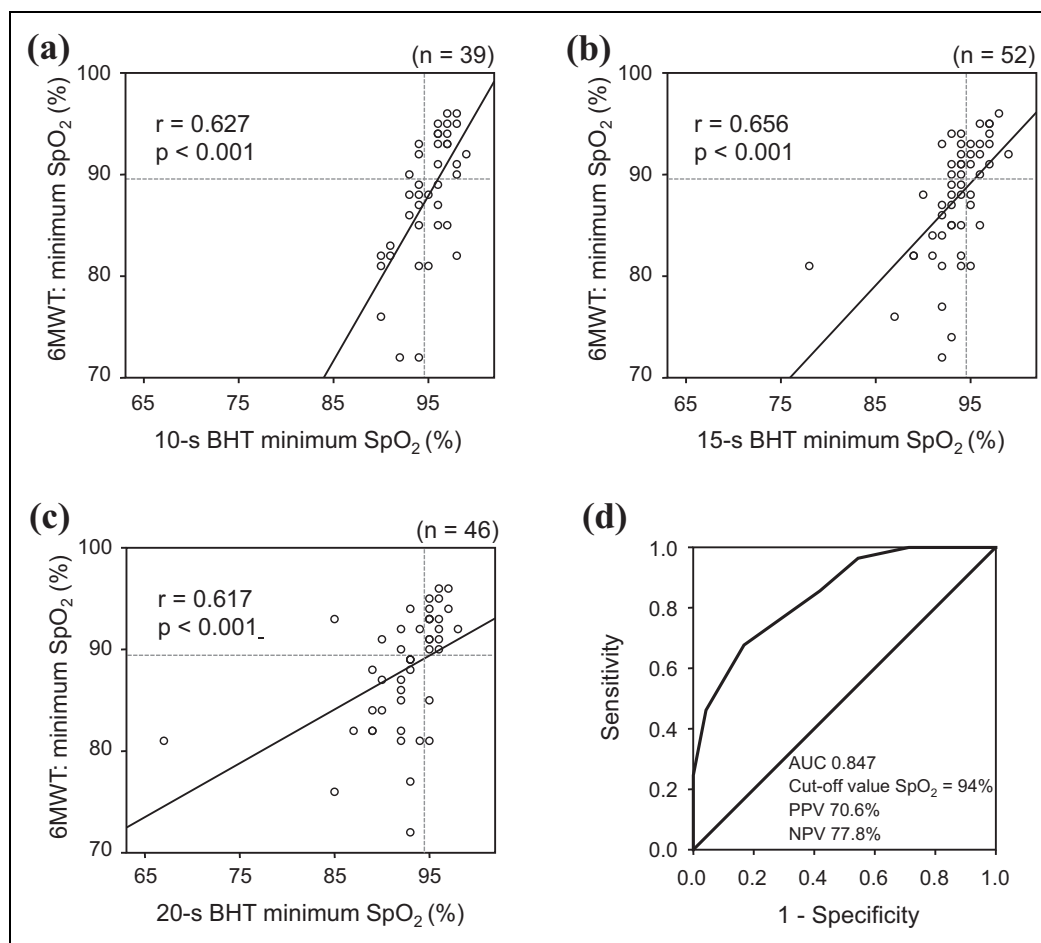 (a)
(n = 39)
100
90
80
70
6MWT: minimum SpO₂ (%)
r = 0.627
p < 0.001
65 75 85 95
10-s BHT minimum SpO₂ (%)
(b)
(n = 52)
100
90
80
70
6MWT: minimum SpO₂ (%)
r = 0.656
p < 0.001
65 75 85 95
15-s BHT minimum SpO₂ (%)
(c)
(n = 46)
100
90
80
70
6MWT: minimum SpO₂ (%)
r = 0.617
p < 0.001
65 75 85 95
20-s BHT minimum SpO₂ (%)
(d)
1.0
0.8
0.6
0.4
0.2
0.0
Sensitivity
AUC 0.847
Cut-off value SpO₂ = 94%
PPV 70.6%
NPV 77.8%
0.0 0.2 0.4 0.6 0.8 1.0
1 - Specificity